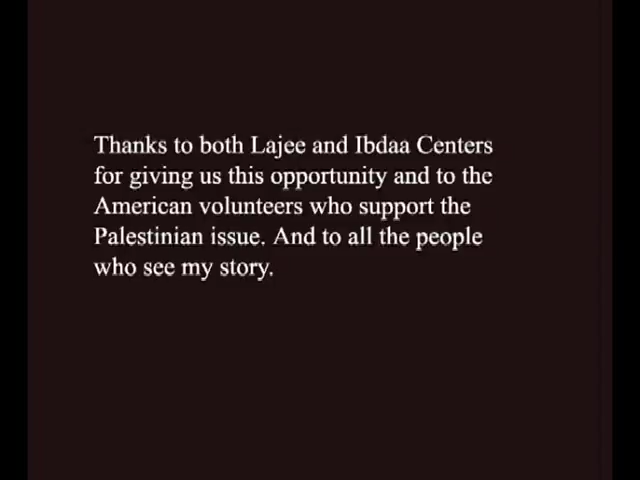 Thanks to both Lajee and Ibdaa Centers
for giving us this opportunity and to the
American volunteers who support the
Palestinian issue. And to all the people
who see my story.